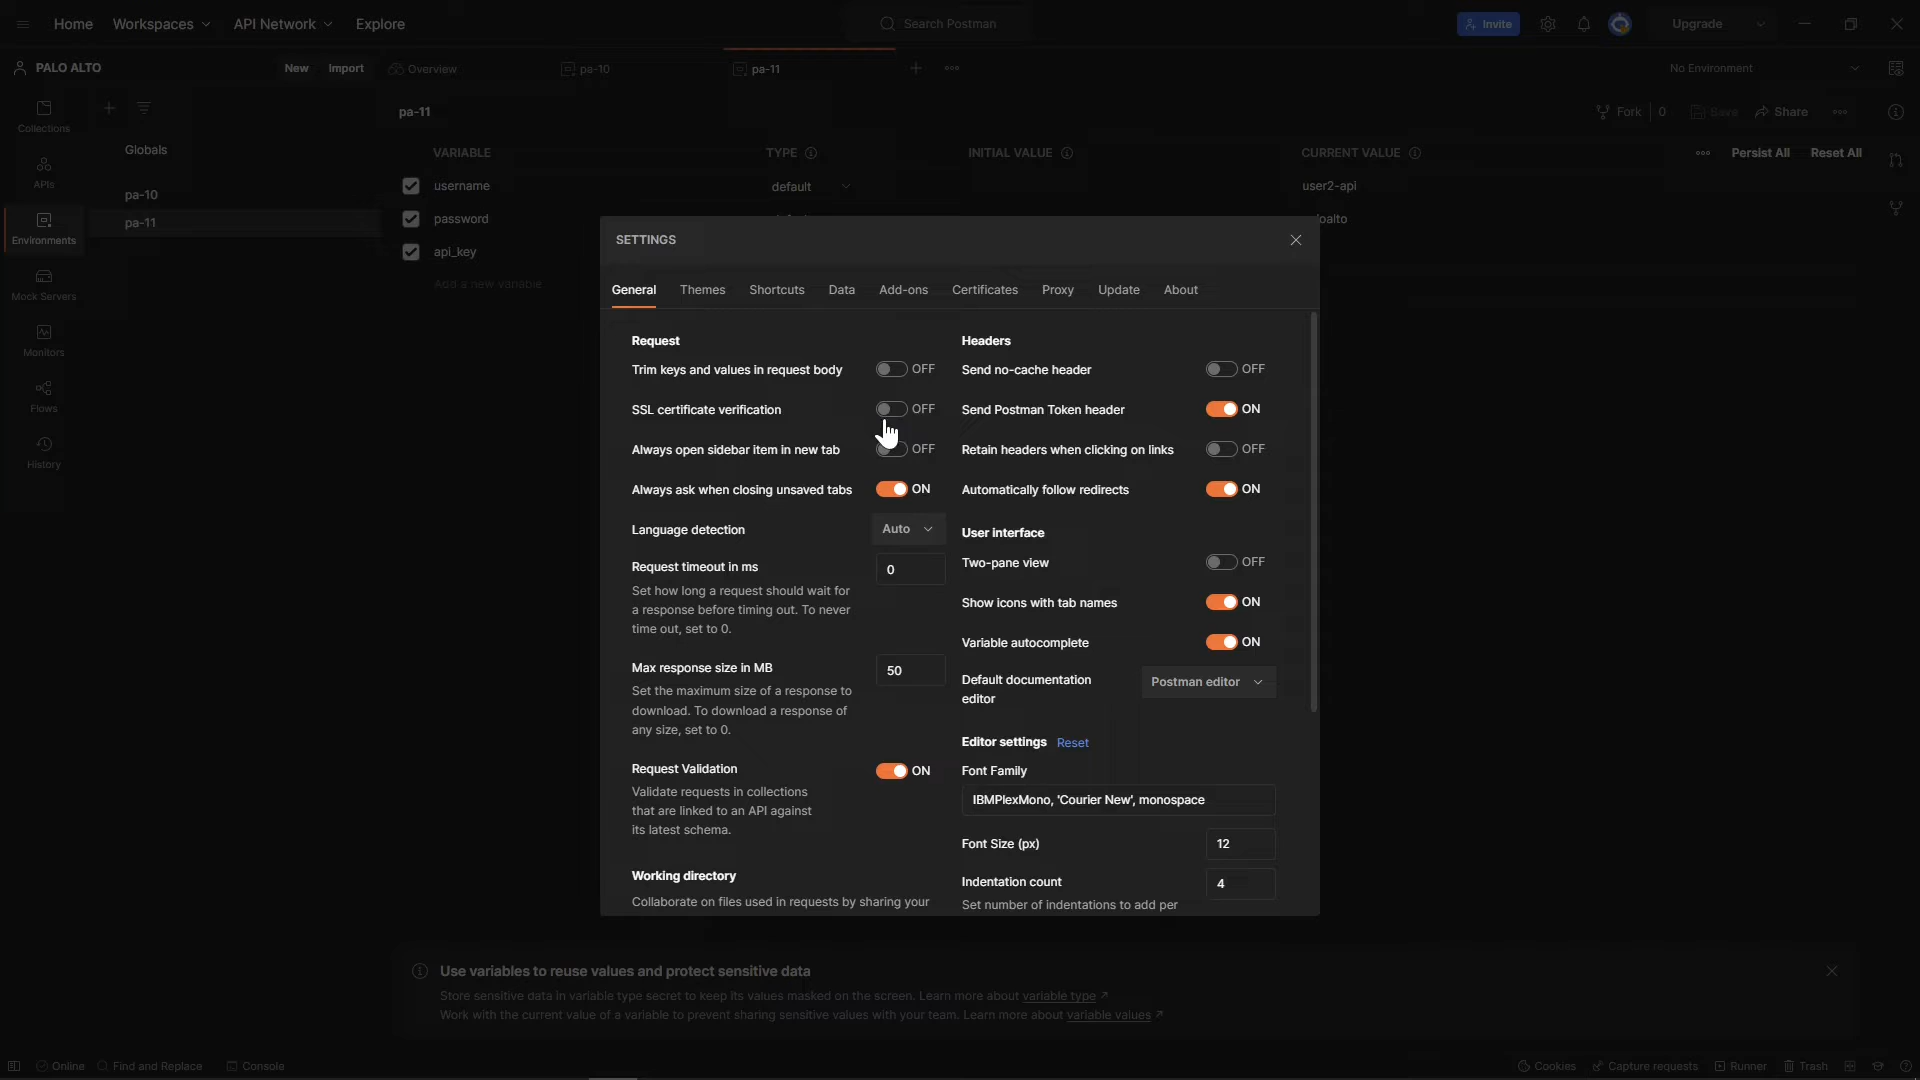 Home Workspaces API Network Explore Search Postman Invite Upgrade
PALO ALTO New Import Overview pa-10 pa-11 No Environment
Collections
APIs
Environments
Mock Servers
Monitors
Flows
History
Globals
pa-10
pa-11
pa-11 Fork 0 Save Share
VARIABLE TYPE INITIAL VALUE CURRENT VALUE Persist All Reset All
username default user2-api
password
api_key
Add a new variable
SETTINGS
General Themes Shortcuts Data Add-ons Certificates Proxy Update About
Request
Trim keys and values in request body OFF
SSL certificate verification OFF
Always open sidebar item in new tab OFF
Always ask when closing unsaved tabs ON
Language detection Auto
Request timeout in ms 0
Set how long a request should wait for
a response before timing out. To never
time out, set to 0.
Max response size in MB 50
Set the maximum size of a response to
download. To download a response of
any size, set to 0.
Request Validation ON
Validate requests in collections
that are linked to an API against
its latest schema.
Working directory
Collaborate on files used in requests by sharing your
Headers
Send no-cache header OFF
Send Postman Token header ON
Retain headers when clicking on links OFF
Automatically follow redirects ON
User interface
Two-pane view OFF
Show icons with tab names ON
Variable autocomplete ON
Default documentation
editor
Postman editor
Editor settings Reset
Font Family
IBMPlexMono, 'Courier New', monospace
Font Size (px) 12
Indentation count 4
Set number of indentations to add per
Use variables to reuse values and protect sensitive data
Store sensitive data in variable type secret to keep its values masked on the screen. Learn more about variable type
Work with the current value of a variable to prevent sharing sensitive values with your team. Learn more about variable values
Online Find and Replace Console Cookies Capture requests Runner Trash